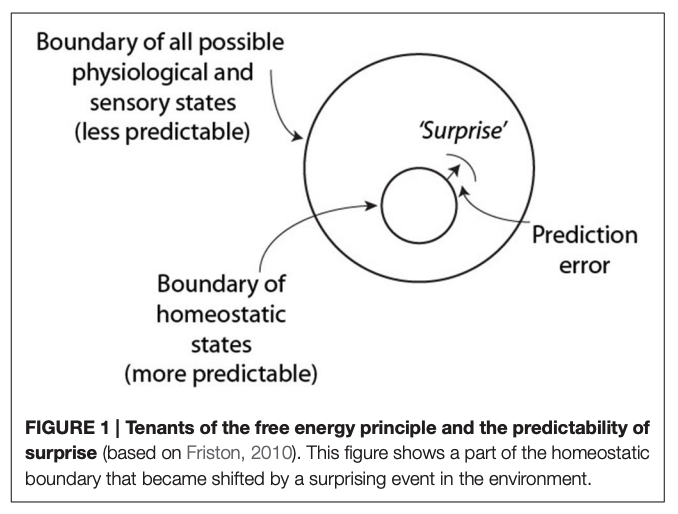 Boundary of all possible
physiological and
sensory states
(less predictable)
'Surprise'
Prediction
error
Boundary of
homeostatic
states
(more predictable)
FIGURE 1 | Tenants of the free energy principle and the predictability of
surprise (based on Friston, 2010). This figure shows a part of the homeostatic
boundary that became shifted by a surprising event in the environment.